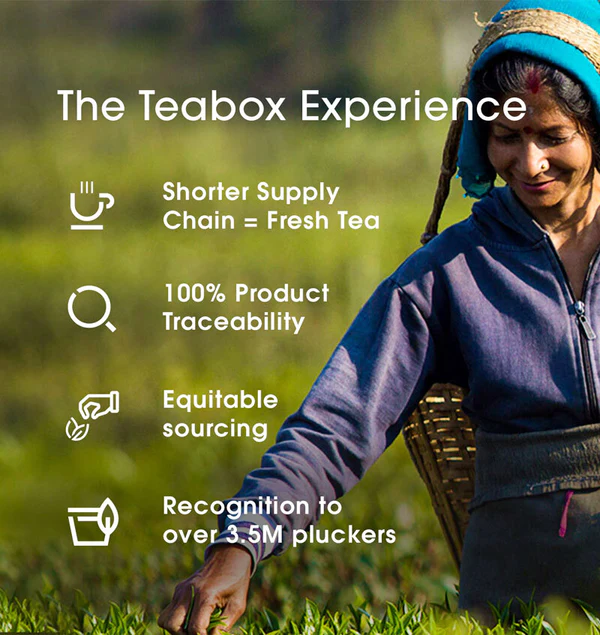 The Teabox Experience
Shorter Supply
Chain = Fresh Tea
100% Product
Traceability
Equitable
sourcing
Recognition to
over 3.5M pluckers